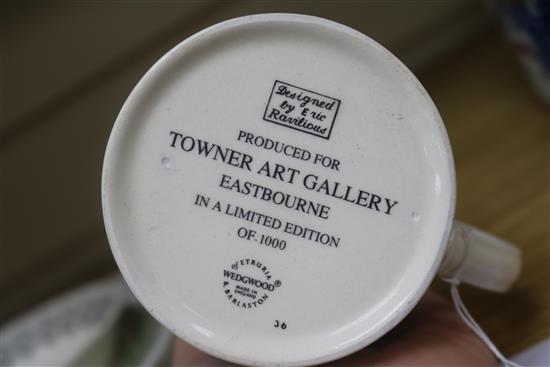 Designed
by Eric
Ravilious
PRODUCED FOR
TOWNER ART GALLERY
EASTBOURNE
IN A LIMITED EDITION
OF 1000
of ETRURIA
WEDGWOOD®
MADE IN
ENGLAND
& BARLASTON
36